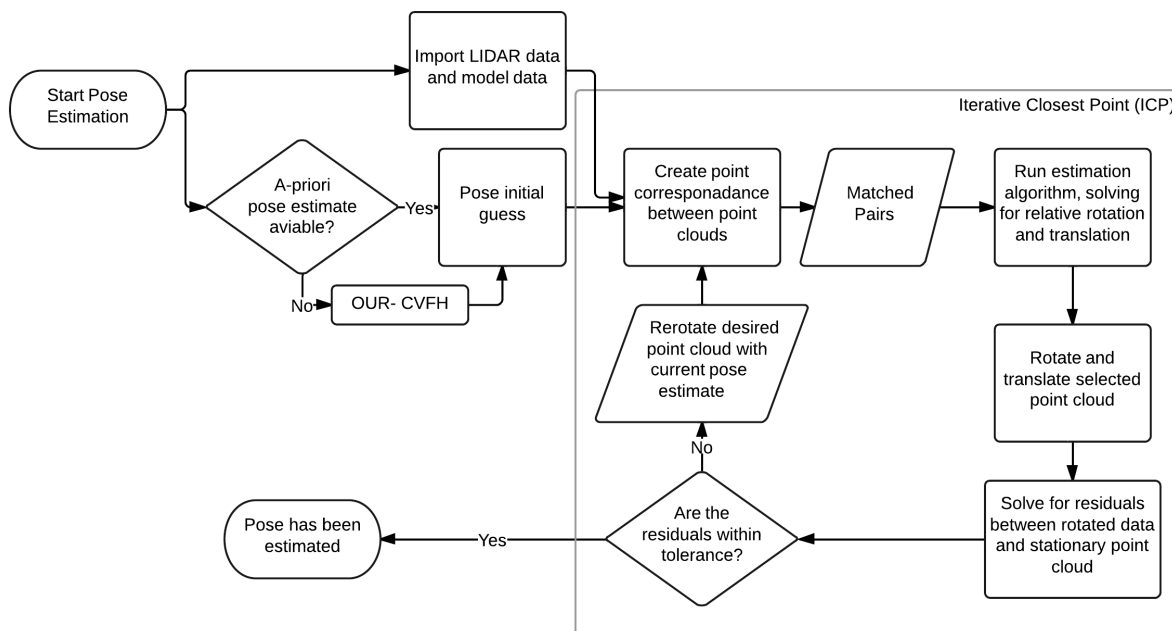 Import LIDAR data
and model data
Start Pose
Estimation
Iterative Closest Point (ICP)
A-priori
pose estimate
aviable?
Yes
Pose initial
guess
Create point
corresponadance
between point
clouds
Matched
Pairs
Run estimation
algorithm, solving
for relative rotation
and translation
No
OUR- CVFH
Rerotate desired
point cloud with
current pose
estimate
Rotate and
translate selected
point cloud
No
Solve for residuals
between rotated data
and stationary point
cloud
Are the
residuals within
tolerance?
Yes
Pose has been
estimated